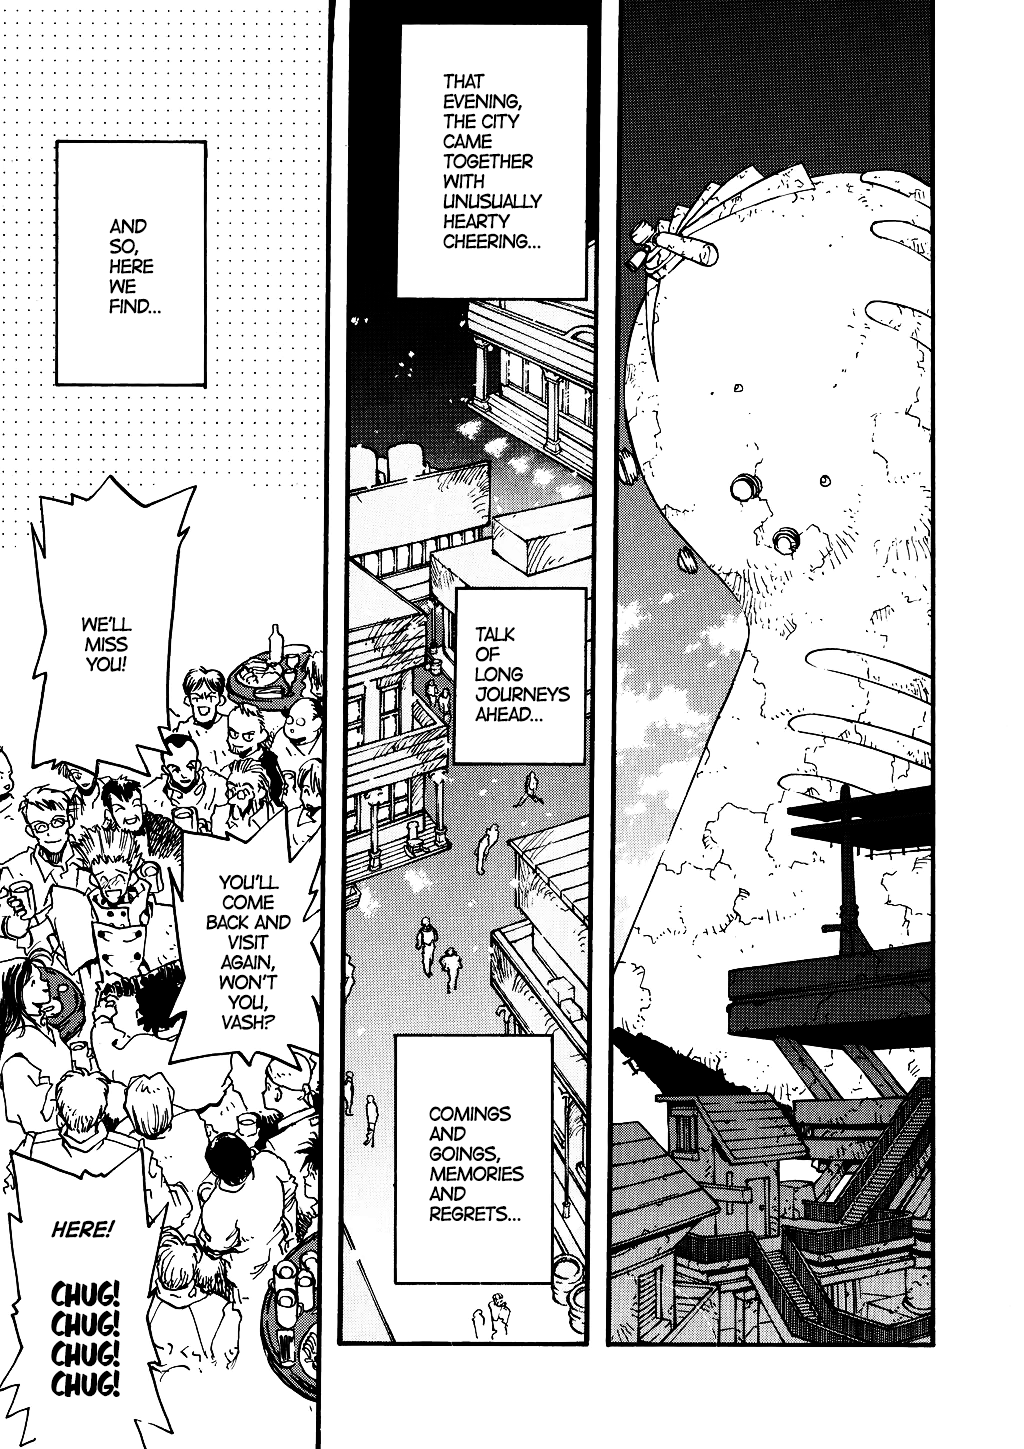 THAT
EVENING,
THE CITY
CAME
TOGETHER
WITH
UNUSUALLY
HEARTY
CHEERING...
TALK
OF
LONG
JOURNEYS
AHEAD...
COMINGS
AND
GOINGS,
MEMORIES
AND
REGRETS...
AND
SO,
HERE
WE
FIND...
WE'LL
MISS
YOU!
YOU'LL
COME
BACK AND
VISIT
AGAIN,
WON'T
YOU,
VASH?
HERE!
CHUG!
CHUG!
CHUG!
CHUG!